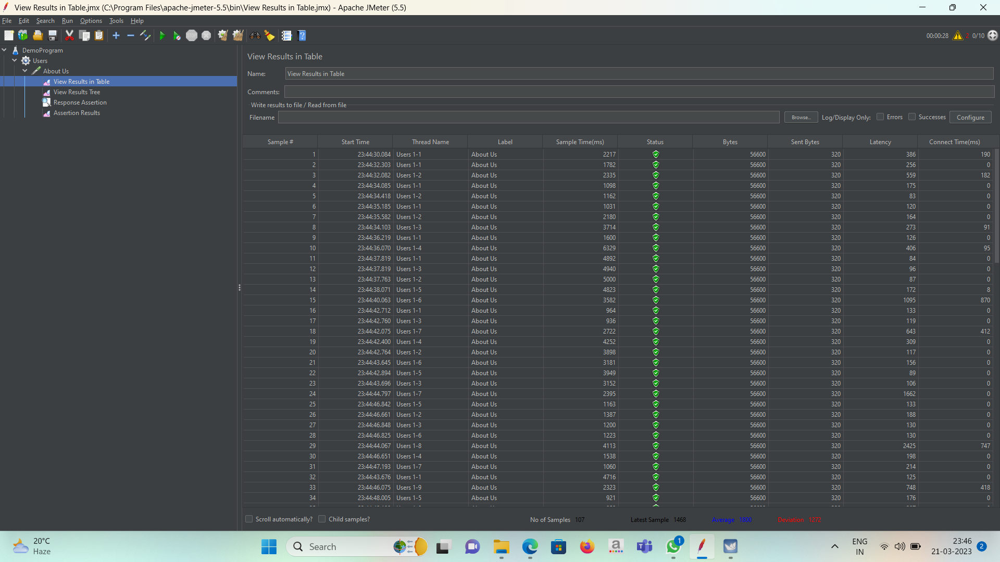 View Results in Table.jmx (C:\Program Files\apache-jmeter-5.5\bin\View Results in Table.jmx) - Apache JMeter (5.5)
File Edit Search Run Options Tools Help
00:00:28 2 0/10
DemoProgram
Users
About Us
View Results in Table
View Results Tree
Response Assertion
Assertion Results
View Results in Table
Name: View Results in Table
Comments:
Write results to file / Read from file
Filename Browse... Log/Display Only: Errors Successes Configure
Sample # Start Time Thread Name Label Sample Time(ms) Status Bytes Sent Bytes Latency Connect Time(ms)
1 23:44:30.084 Users 1-1 About Us 2217 56600 320 386 190
2 23:44:32.303 Users 1-1 About Us 1782 56600 320 256 0
3 23:44:32.082 Users 1-2 About Us 2335 56600 320 559 182
4 23:44:34.085 Users 1-1 About Us 1098 56600 320 175 0
5 23:44:34.418 Users 1-2 About Us 1162 56600 320 83 0
6 23:44:35.185 Users 1-1 About Us 1031 56600 320 120 0
7 23:44:35.582 Users 1-2 About Us 2180 56600 320 164 0
8 23:44:34.103 Users 1-3 About Us 3714 56600 320 273 91
9 23:44:36.219 Users 1-1 About Us 1600 56600 320 126 0
10 23:44:36.070 Users 1-4 About Us 6329 56600 320 406 95
11 23:44:37.819 Users 1-1 About Us 4892 56600 320 84 0
12 23:44:37.819 Users 1-3 About Us 4940 56600 320 96 0
13 23:44:37.763 Users 1-2 About Us 5000 56600 320 87 0
14 23:44:38.071 Users 1-5 About Us 4823 56600 320 172 8
15 23:44:40.063 Users 1-6 About Us 3582 56600 320 1095 870
16 23:44:42.712 Users 1-1 About Us 964 56600 320 133 0
17 23:44:42.760 Users 1-3 About Us 936 56600 320 119 0
18 23:44:42.075 Users 1-7 About Us 2722 56600 320 643 412
19 23:44:42.400 Users 1-4 About Us 4252 56600 320 309 0
20 23:44:42.764 Users 1-2 About Us 3898 56600 320 117 0
21 23:44:43.645 Users 1-6 About Us 3181 56600 320 156 0
22 23:44:42.894 Users 1-5 About Us 3949 56600 320 89 0
23 23:44:43.696 Users 1-3 About Us 3152 56600 320 106 0
24 23:44:44.797 Users 1-7 About Us 2395 56600 320 1662 0
25 23:44:46.842 Users 1-5 About Us 1163 56600 320 133 0
26 23:44:46.661 Users 1-2 About Us 1387 56600 320 188 0
27 23:44:46.848 Users 1-3 About Us 1200 56600 320 130 0
28 23:44:46.825 Users 1-6 About Us 1223 56600 320 130 0
29 23:44:44.067 Users 1-8 About Us 4113 56600 320 2425 747
30 23:44:46.651 Users 1-4 About Us 1538 56600 320 198 0
31 23:44:47.193 Users 1-7 About Us 1060 56600 320 214 0
32 23:44:43.676 Users 1-1 About Us 4716 56600 320 125 0
33 23:44:46.075 Users 1-9 About Us 2323 56600 320 748 418
34 23:44:48.005 Users 1-5 About Us 921 56600 320 176 0
Scroll automatically? Child samples? No of Samples 107 Latest Sample 1468 Average 1800 Deviation 1272
20°C
Haze
Search
1
ENG
IN
23:46
21-03-2023
2